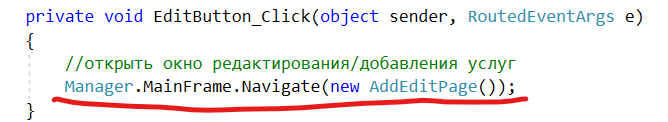 private void EditButton_Click(object sender, RoutedEventArgs e)
{
//открыть окно редактирования/добавления услуг
Manager.MainFrame.Navigate(new AddEditPage());
}